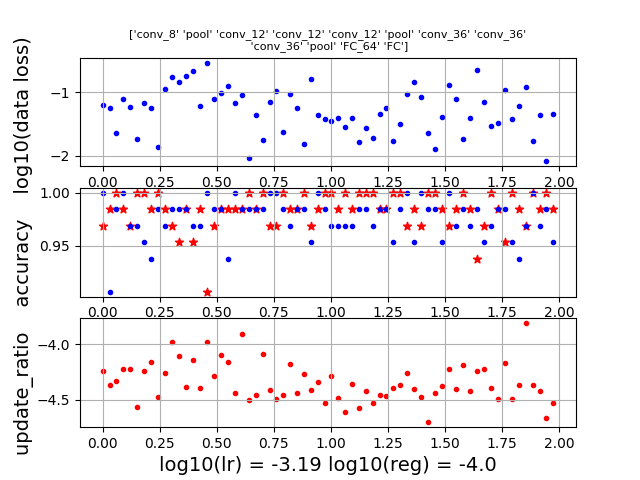 ['conv_8' 'pool' 'conv_12' 'conv_12' 'conv_12' 'pool' 'conv_36' 'conv_36'
'conv_36' 'pool' 'FC_64' 'FC']
log10(data loss)
−1
−2
0.00 0.25 0.50 0.75 1.00 1.25 1.50 1.75 2.00
accuracy
1.00
0.95
0.00 0.25 0.50 0.75 1.00 1.25 1.50 1.75 2.00
update_ratio
−4.0
−4.5
0.00 0.25 0.50 0.75 1.00 1.25 1.50 1.75 2.00
log10(lr) = -3.19 log10(reg) = -4.0